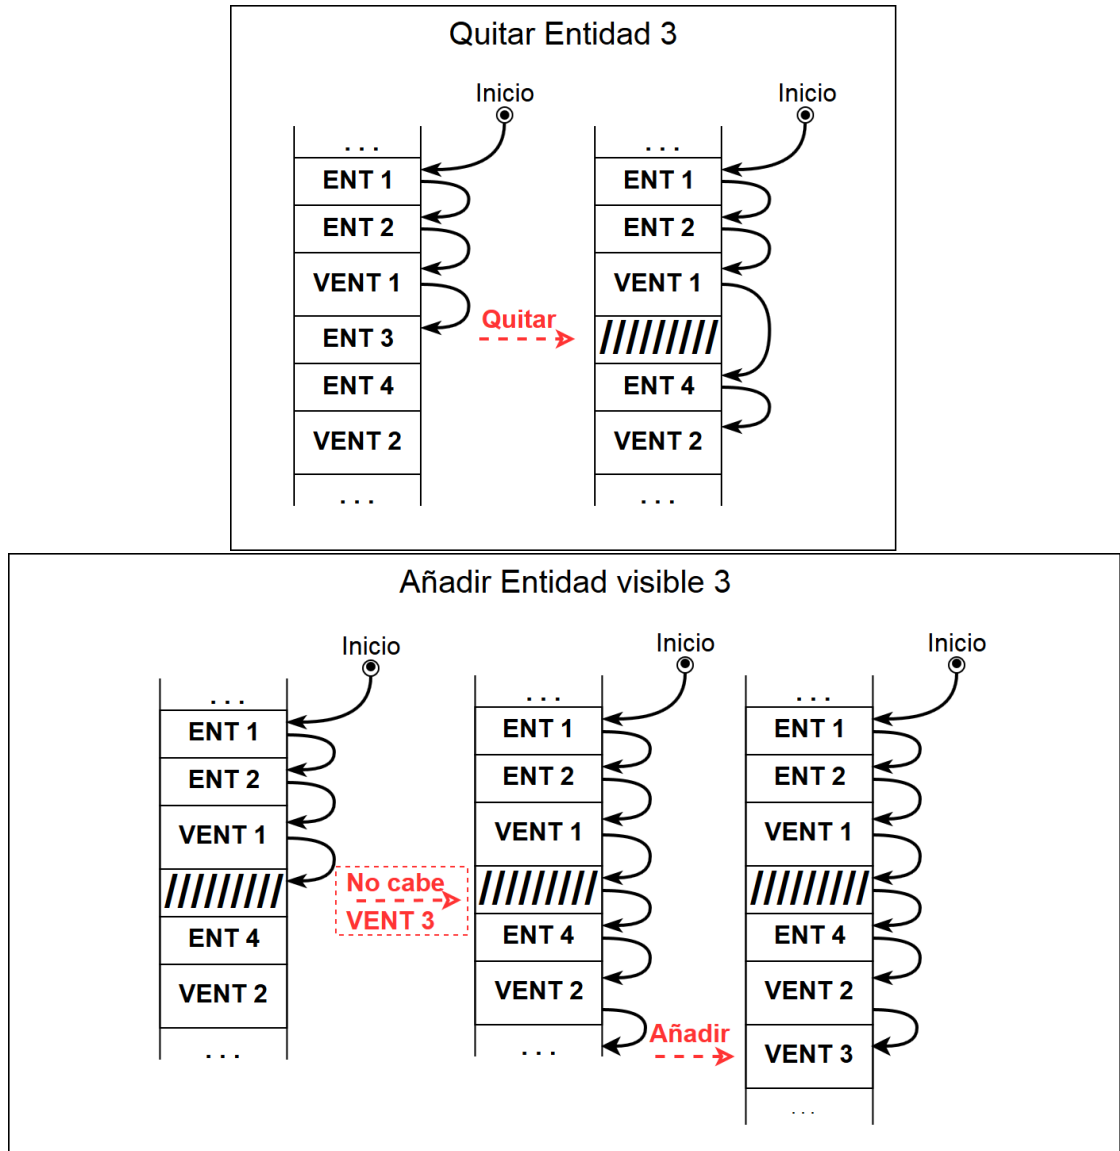 Quitar Entidad 3
Inicio
Inicio
. . .
ENT 1
ENT 2
VENT 1
ENT 3
ENT 4
VENT 2
. . .
Quitar
. . .
ENT 1
ENT 2
VENT 1
/////////
ENT 4
VENT 2
. . .
Añadir Entidad visible 3
Inicio
Inicio
Inicio
. . .
ENT 1
ENT 2
VENT 1
/////////
ENT 4
VENT 2
. . .
No cabe
VENT 3
. . .
ENT 1
ENT 2
VENT 1
/////////
ENT 4
VENT 2
. . .
Añadir
. . .
ENT 1
ENT 2
VENT 1
/////////
ENT 4
VENT 2
VENT 3
. . .